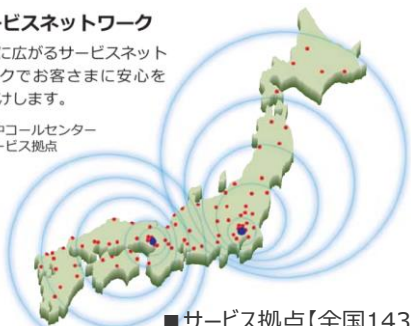 ービスネットワーク
に広がるサービスネット
クでお客さまに安心を
けします。
コールセンター
ービス拠点
■サービス拠点【全国143